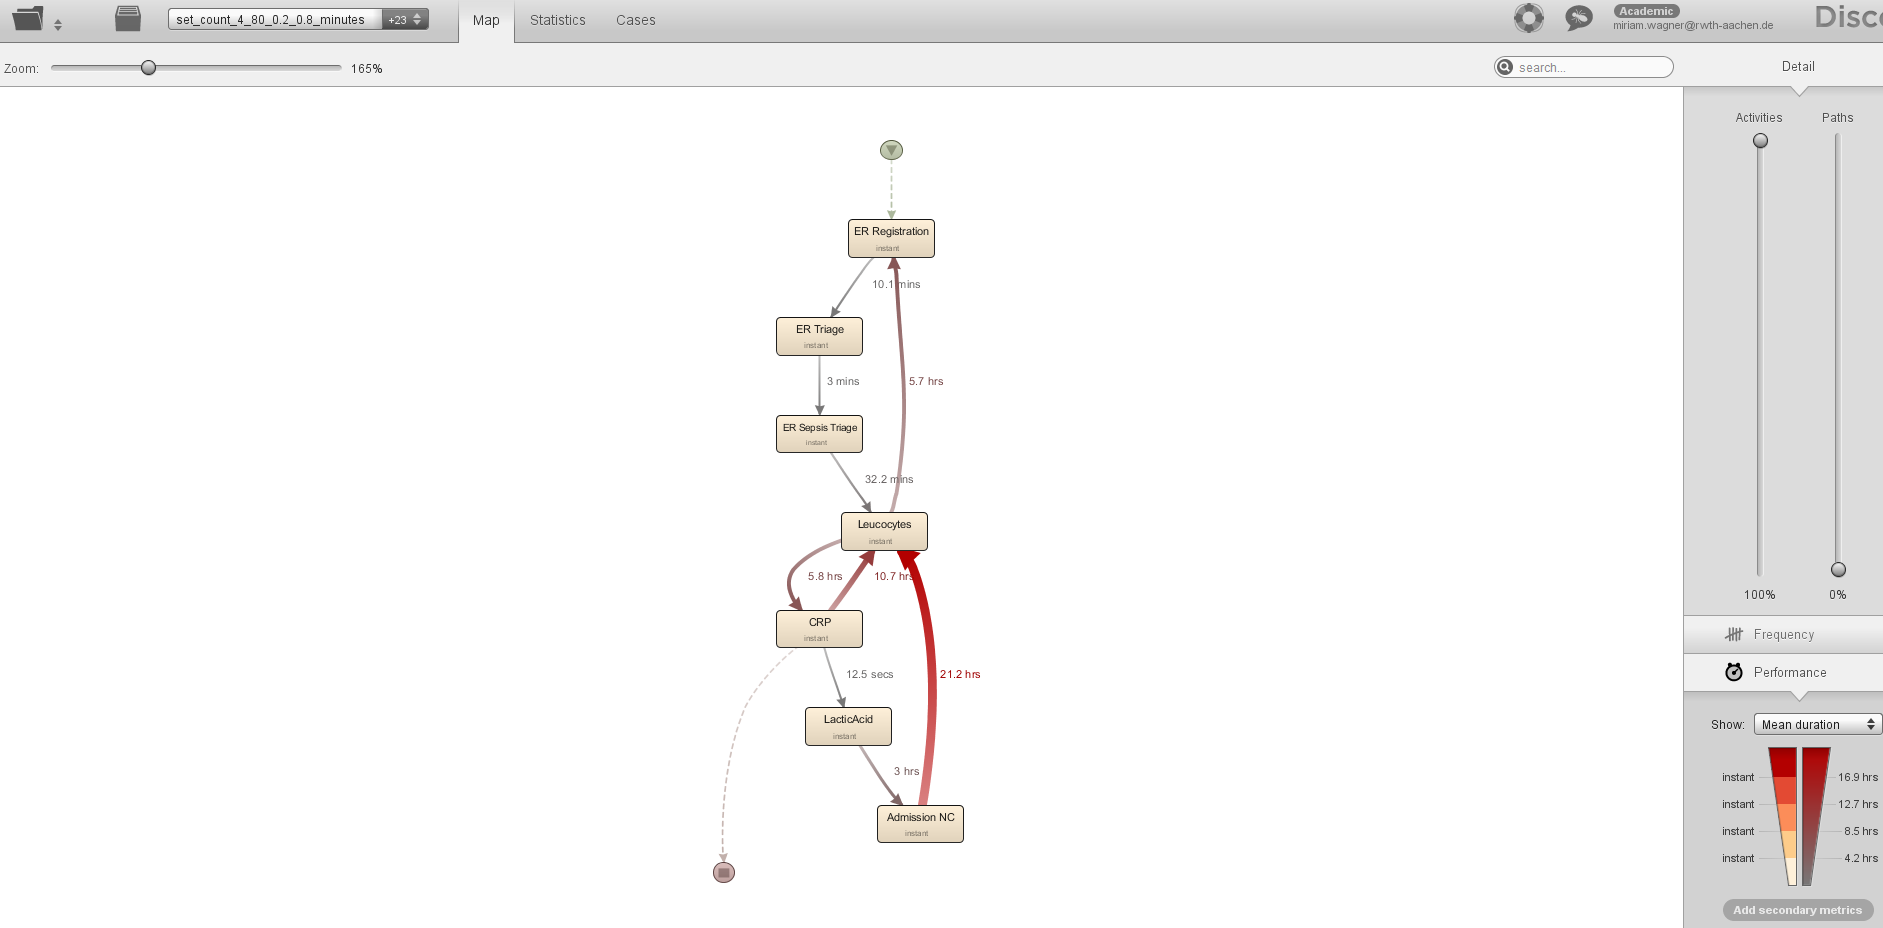 set_count_4_80_0.2_0.8_minutes +23
Map Statistics Cases
Academic
miriam.wagner@rwth-aachen.de
Disco
Zoom: 165%
search...
Detail
Activities Paths
ER Registration
instant
10.1 mins
ER Triage
instant
3 mins
5.7 hrs
ER Sepsis Triage
instant
32.2 mins
Leucocytes
instant
5.8 hrs
10.7 hrs
CRP
instant
12.5 secs
21.2 hrs
LacticAcid
instant
3 hrs
Admission NC
instant
100% 0%
Frequency
Performance
Show: Mean duration
instant 16.9 hrs
instant 12.7 hrs
instant 8.5 hrs
instant 4.2 hrs
Add secondary metrics